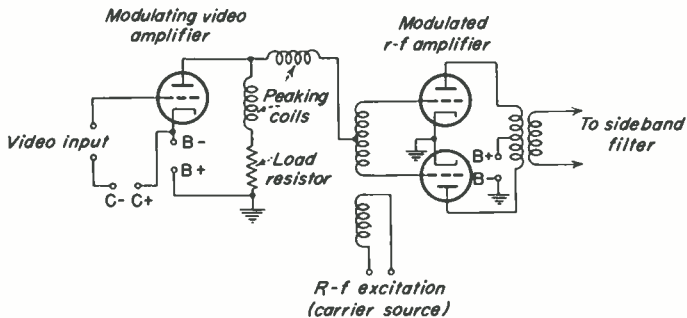 Modulating video
amplifier
Modulated
r-f amplifier
Peaking
coils
Video input
B-
B+
Load
resistor
C- C+
B+
B-
To sideband
filter
R-f excitation
(carrier source)